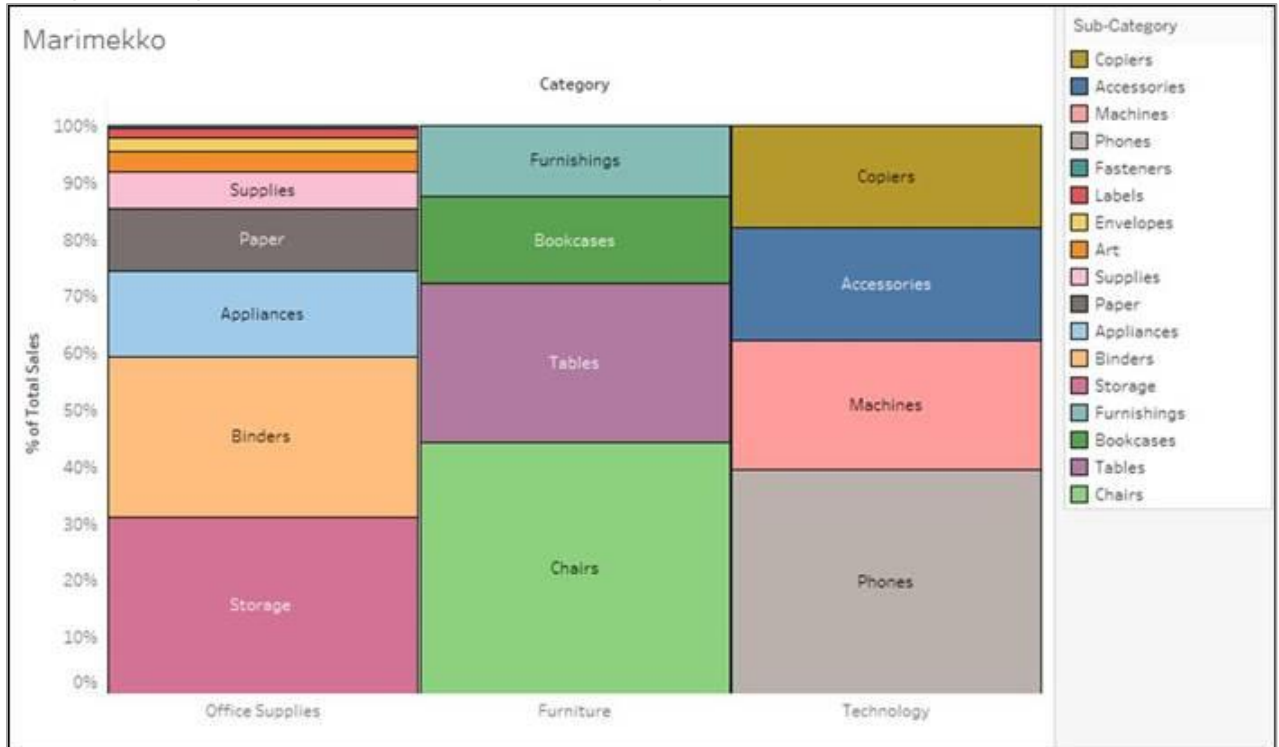 Marimekko
Category
% of Total Sales
100%
90%
80%
70%
60%
50%
40%
30%
20%
10%
0%
Supplies
Paper
Appliances
Binders
Storage
Furnishings
Bookcases
Tables
Chairs
Copiers
Accessories
Machines
Phones
Office Supplies
Furniture
Technology
Sub-Category
Copiers
Accessories
Machines
Phones
Fasteners
Labels
Envelopes
Art
Supplies
Paper
Appliances
Binders
Storage
Furnishings
Bookcases
Tables
Chairs